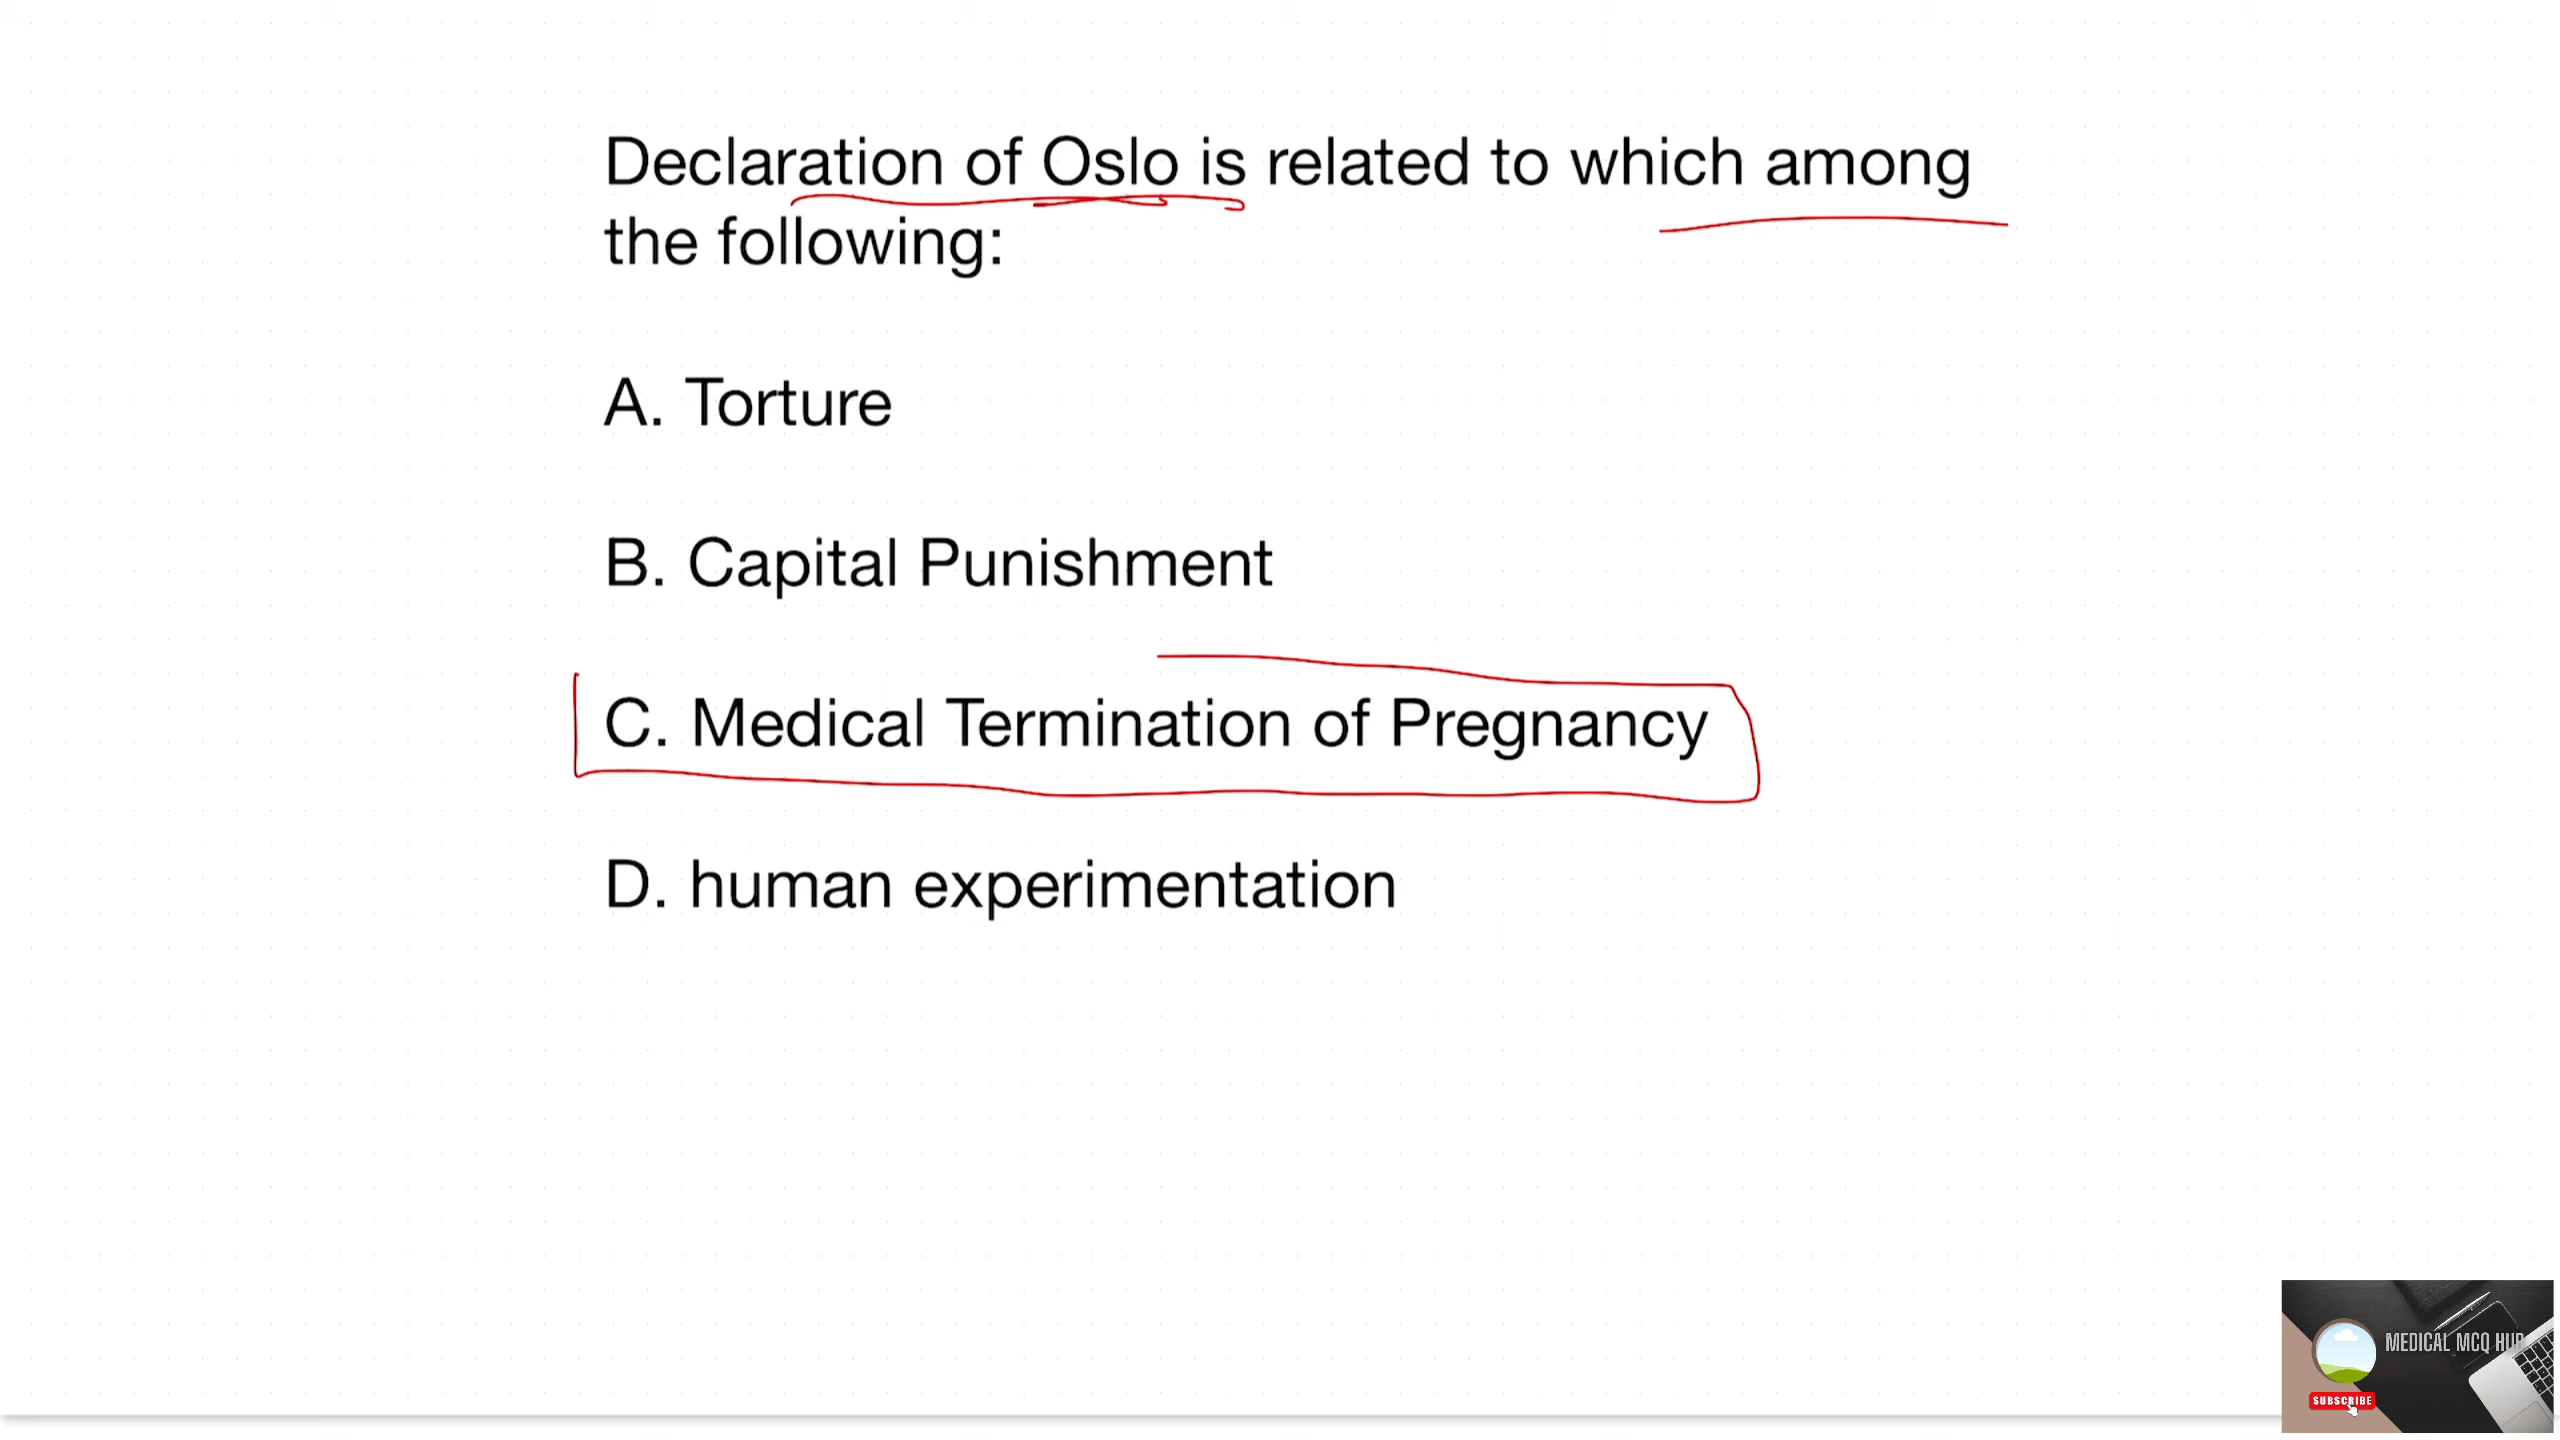 Declaration of Oslo is related to which among
the following:
A. Torture
B. Capital Punishment
C. Medical Termination of Pregnancy
D. human experimentation
MEDICAL MCQ HUB
SUBSCRIBE